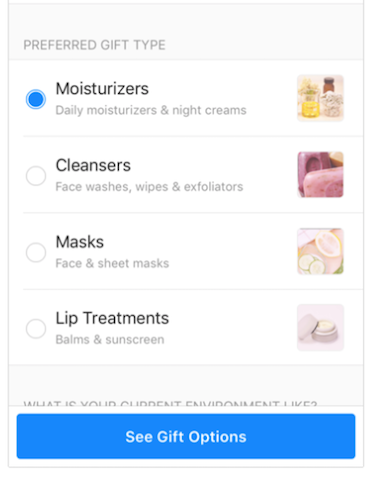 PREFERRED GIFT TYPE
Moisturizers
Daily moisturizers & night creams
Cleansers
Face washes, wipes & exfoliators
Masks
Face & sheet masks
Lip Treatments
Balms & sunscreen
WHAT IS YOUR CURRENT ENVIRONMENT LIKE?
See Gift Options